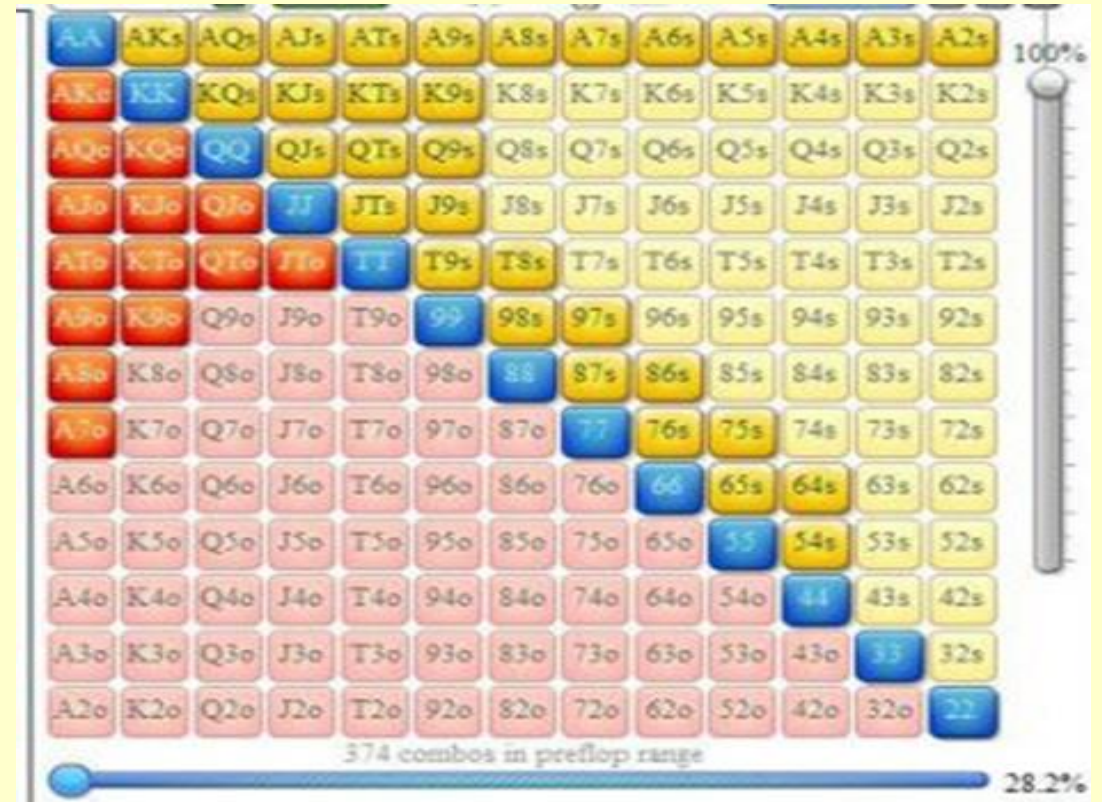 AA AKs AQs AJs ATs A9s A8s A7s A6s A5s A4s A3s A2s
100%
AKo KK KQs KJs KTs K9s K8s K7s K6s K5s K4s K3s K2s
AQo KQo QQ QJs QTs Q9s Q8s Q7s Q6s Q5s Q4s Q3s Q2s
AJo KJo QJo JJ JTs J9s J8s J7s J6s J5s J4s J3s J2s
ATo KTo QTo JTo TT T9s T8s T7s T6s T5s T4s T3s T2s
A9o K9o Q9o J9o T9o 99 98s 97s 96s 95s 94s 93s 92s
A8o K8o Q8o J8o T8o 98o 88 87s 86s 85s 84s 83s 82s
A7o K7o Q7o J7o T7o 97o 87o 77 76s 75s 74s 73s 72s
A6o K6o Q6o J6o T6o 96o 86o 76o 66 65s 64s 63s 62s
A5o K5o Q5o J5o T5o 95o 85o 75o 65o 55 54s 53s 52s
A4o K4o Q4o J4o T4o 94o 84o 74o 64o 54o 44 43s 42s
A3o K3o Q3o J3o T3o 93o 83o 73o 63o 53o 43o 33 32s
A2o K2o Q2o J2o T2o 92o 82o 72o 62o 52o 42o 32o 22
374 combos in preflop range
28.2%